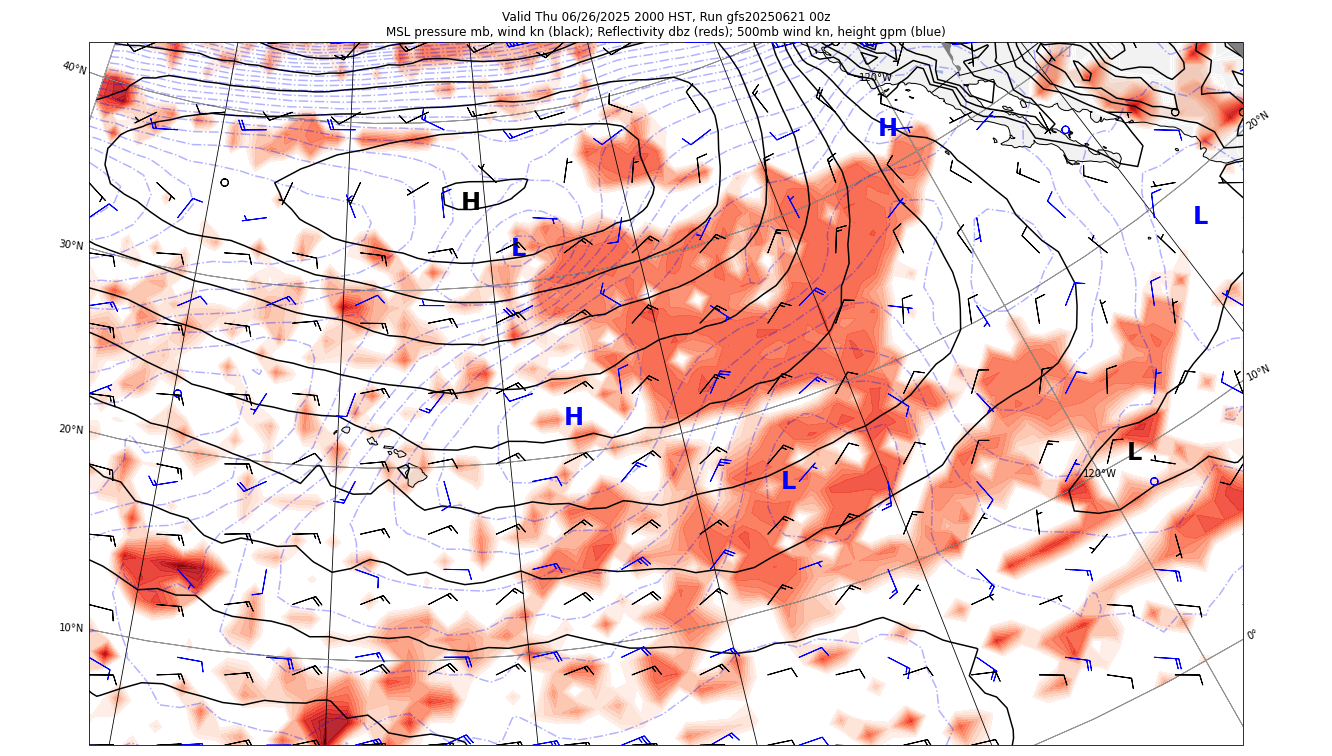 Valid Thu 06/26/2025 2000 HST, Run gfs20250621 00z
MSL pressure mb, wind kn (black); Reflectivity dbz (reds); 500mb wind kn, height gpm (blue)
40°N
120°W
20°N
H
H
L
30°N
L
10°N
H
20°N
L
L
120°W
10°N
0°